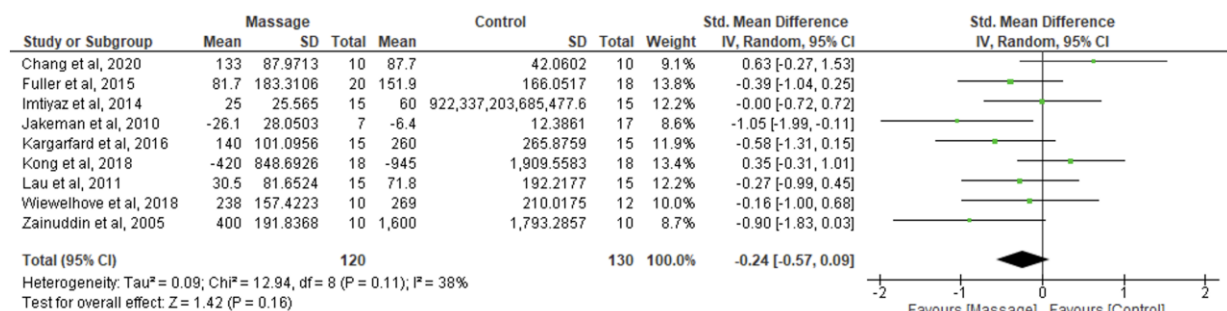 Massage Control Std. Mean Difference Std. Mean Difference
Study or Subgroup Mean SD Total Mean SD Total Weight IV, Random, 95% CI IV, Random, 95% CI
Chang et al, 2020 133 87.9713 10 87.7 42.0602 10 9.1% 0.63 [-0.27, 1.53]
Fuller et al, 2015 81.7 183.3106 20 151.9 166.0517 18 13.8% -0.39 [-1.04, 0.25]
Imtiyaz et al, 2014 25 25.565 15 60 922,337,203,685,477.6 15 12.2% -0.00 [-0.72, 0.72]
Jakeman et al, 2010 -26.1 28.0503 7 -6.4 12.3861 17 8.6% -1.05 [-1.99, -0.11]
Kargarfard et al, 2016 140 101.0956 15 260 265.8759 15 11.9% -0.58 [-1.31, 0.15]
Kong et al, 2018 -420 848.6926 18 -945 1,909.5583 18 13.4% 0.35 [-0.31, 1.01]
Lau et al, 2011 30.5 81.6524 15 71.8 192.2177 15 12.2% -0.27 [-0.99, 0.45]
Wiewelhove et al, 2018 238 157.4223 10 269 210.0175 12 10.0% -0.16 [-1.00, 0.68]
Zainuddin et al, 2005 400 191.8368 10 1,600 1,793.2857 10 8.7% -0.90 [-1.83, 0.03]
Total (95% CI) 120 130 100.0% -0.24 [-0.57, 0.09]
Heterogeneity: Tau² = 0.09; Chi² = 12.94, df = 8 (P = 0.11); I² = 38%
Test for overall effect: Z = 1.42 (P = 0.16)
-2 -1 0 1 2
Favours [Massage] Favours [Control]